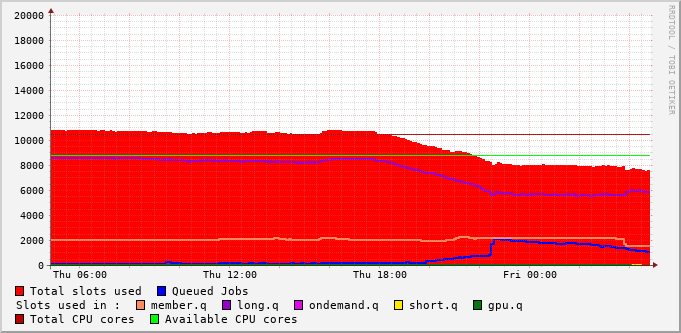 20000
18000
16000
14000
12000
10000
8000
6000
4000
2000
0
Thu 06:00 Thu 12:00 Thu 18:00 Fri 00:00
RRDTOOL / TOBI OETIKER
Total slots used Queued Jobs
Slots used in : member.q long.q ondemand.q short.q gpu.q
Total CPU cores Available CPU cores